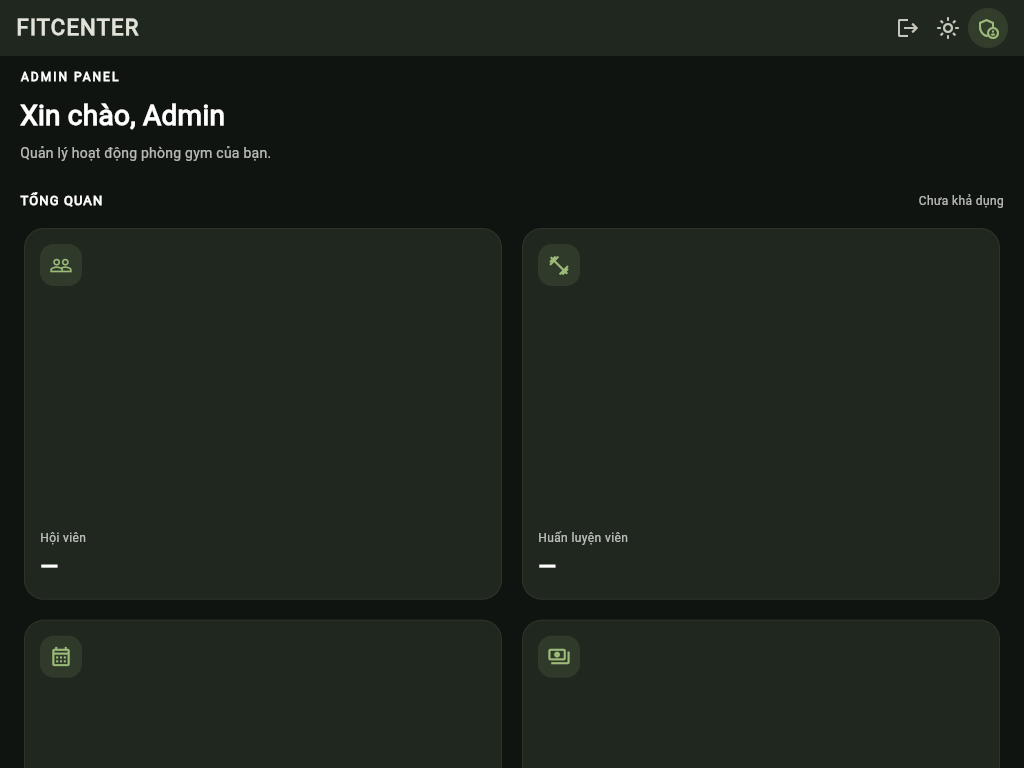 FITCENTER
ADMIN PANEL
Xin chào, Admin
Quản lý hoạt động phòng gym của bạn.
TỔNG QUAN
Chưa khả dụng
Hội viên
—
Huấn luyện viên
—